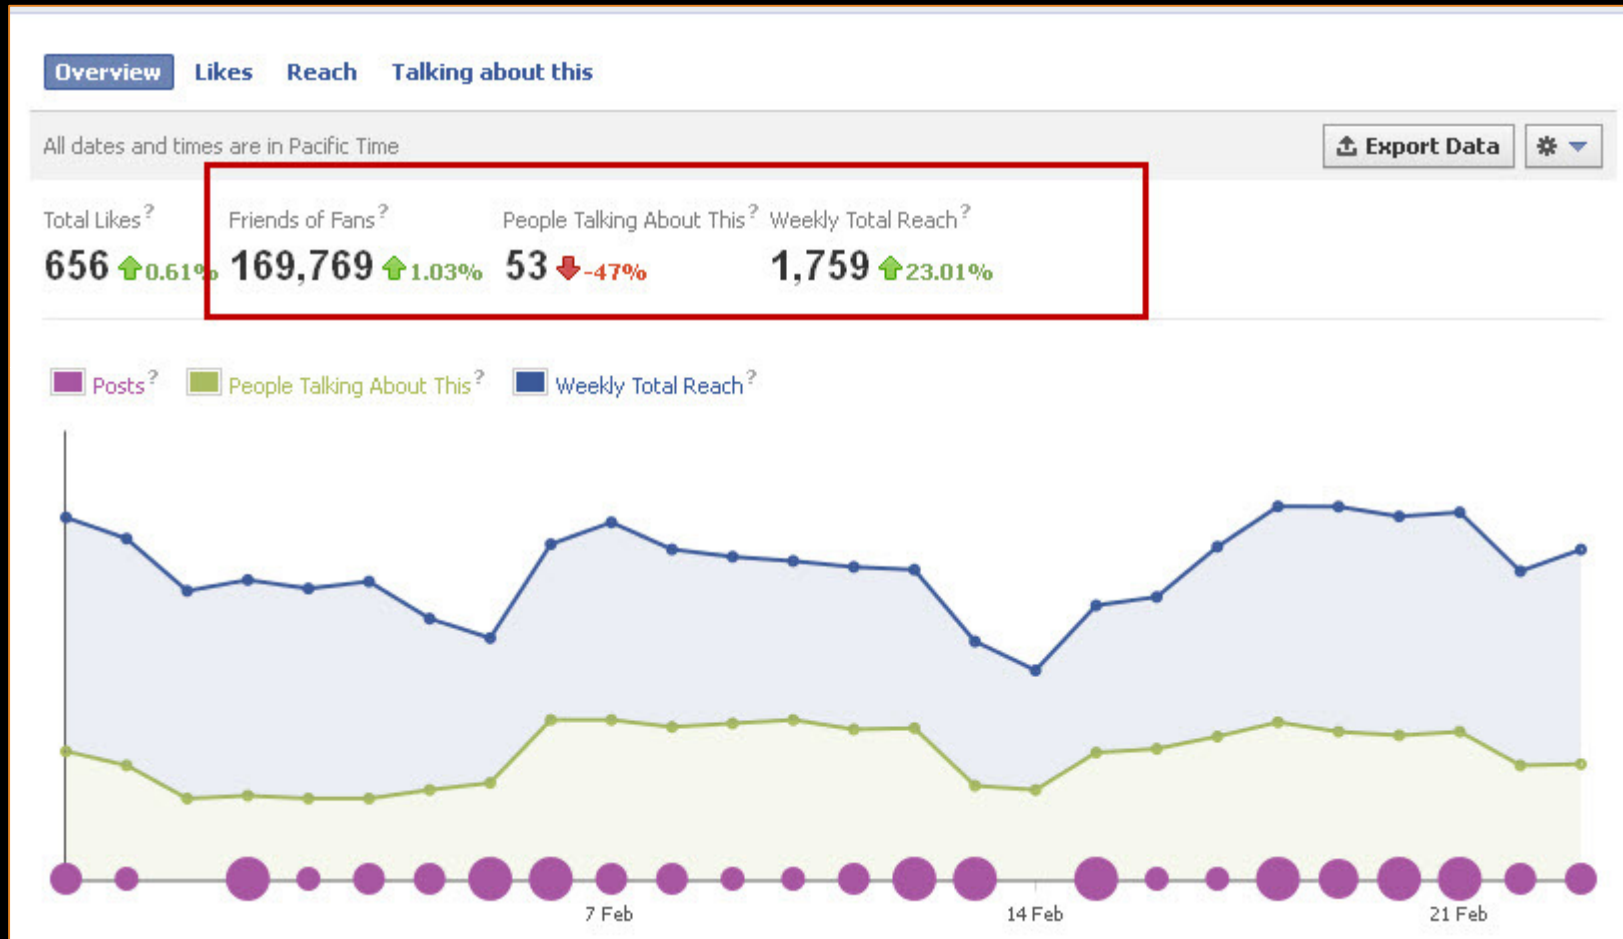 Overview Likes Reach Talking about this
All dates and times are in Pacific Time Export Data
Total Likes? Friends of Fans? People Talking About This? Weekly Total Reach?
656 0.61% 169,769 1.03% 53 -47% 1,759 23.01%
Posts? People Talking About This? Weekly Total Reach?
7 Feb 14 Feb 21 Feb